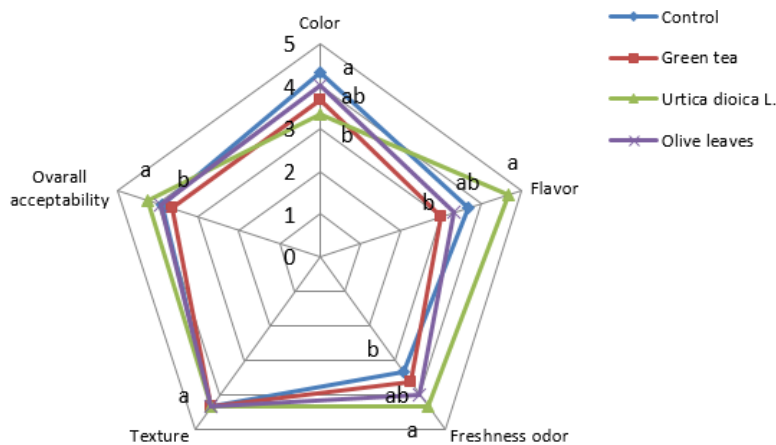 Color
5
a
4
ab
3
b
2
1
0
a
Flavor
ab
b
b
ab
a
Freshness odor
a
Texture
a
b
Ovarall
acceptability
Control
Green tea
Urtica dioica L.
Olive leaves